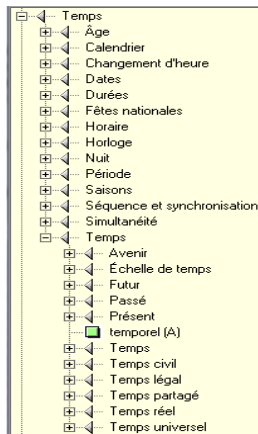 Temps
Âge
Calendrier
Changement d'heure
Dates
Durées
Fêtes nationales
Horaire
Horloge
Nuit
Période
Saisons
Séquence et synchronisation
Simultanéité
Temps
Avenir
Échelle de temps
Futur
Passé
Présent
temporel (A)
Temps
Temps civil
Temps légal
Temps partagé
Temps réel
Temps universel